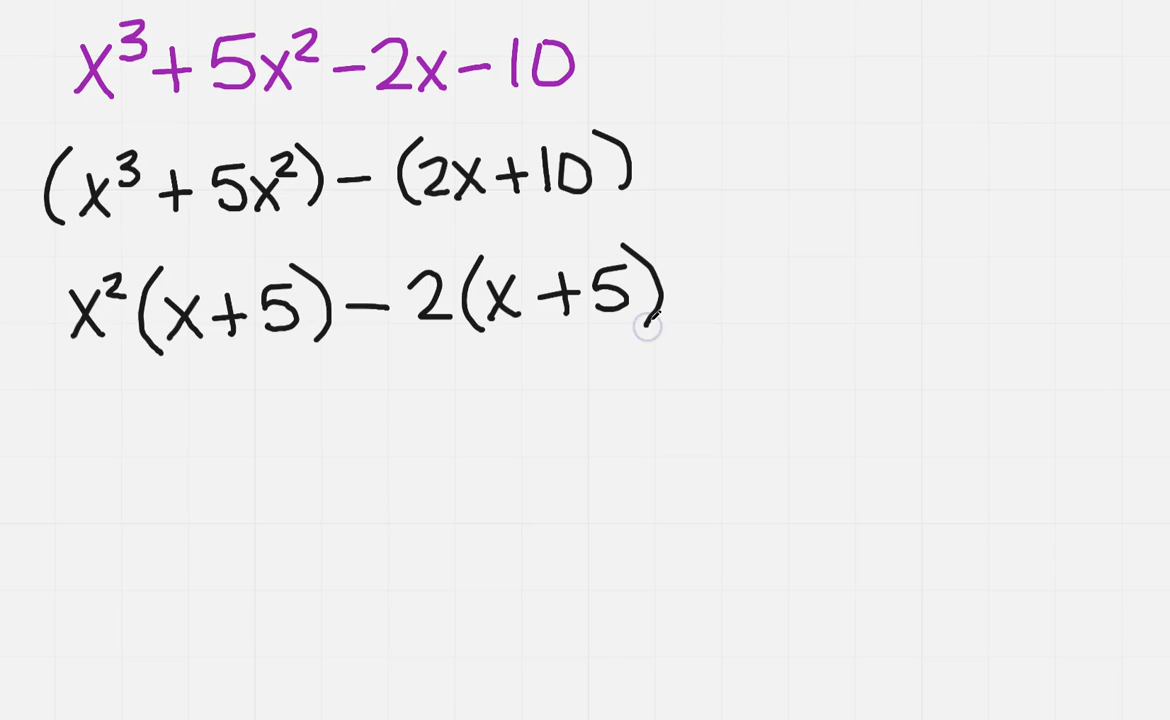 x³ + 5x² - 2x - 10
(x³ + 5x²) - (2x + 10)
x²(x + 5) - 2(x + 5)